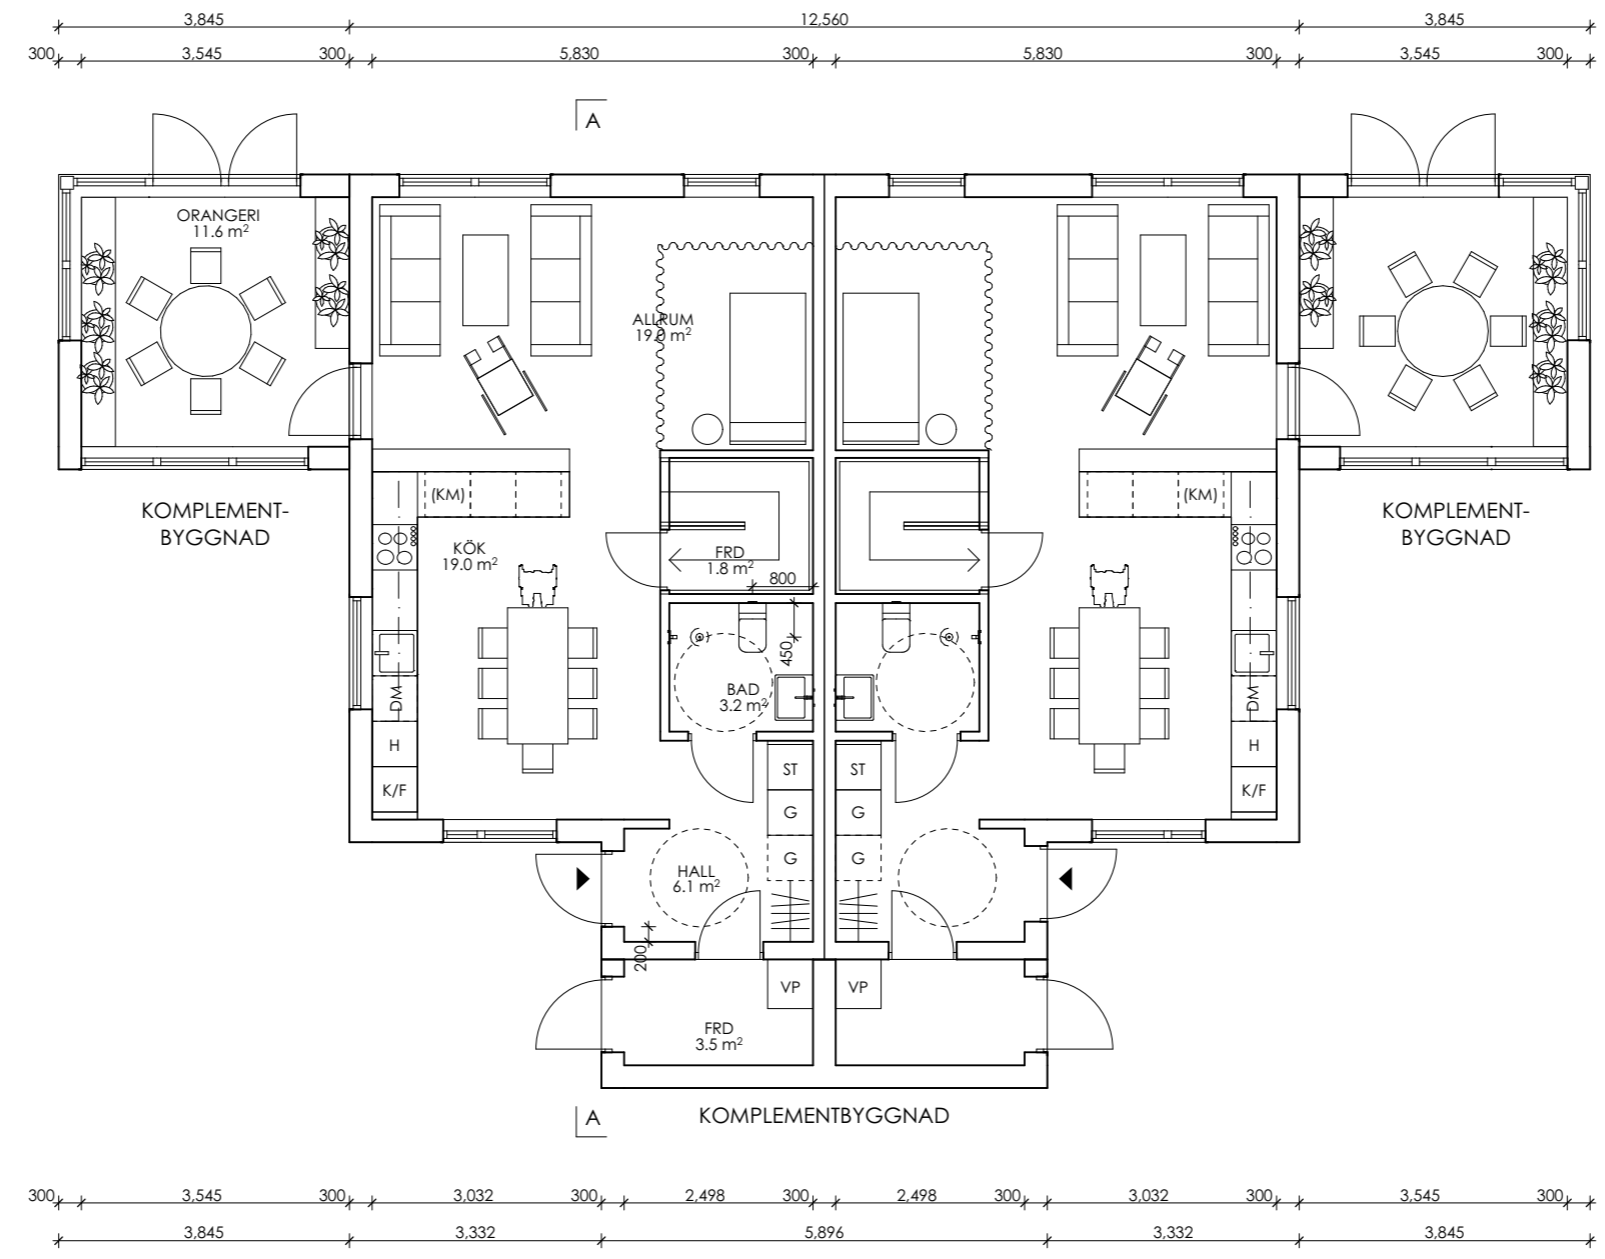 3,845 12,560 3,845
300 3,545 300 5,830 300 5,830 300 3,545 300
A
ORANGERI
11.6 m²
ALLRUM
19.0 m²
KOMPLEMENT-
BYGGNAD
KOMPLEMENT-
BYGGNAD
(KM)
(KM)
KÖK
19.0 m²
FRD
1.8 m²
800
450
BAD
3.2 m²
DM
H
K/F
DM
H
K/F
ST
G
G
ST
G
G
HALL
6.1 m²
200
VP
VP
FRD
3.5 m²
A
KOMPLEMENTBYGGNAD
300 3,545 300 3,032 300 2,498 300 2,498 300 3,032 300 3,545 300
3,845 3,332 5,896 3,332 3,845